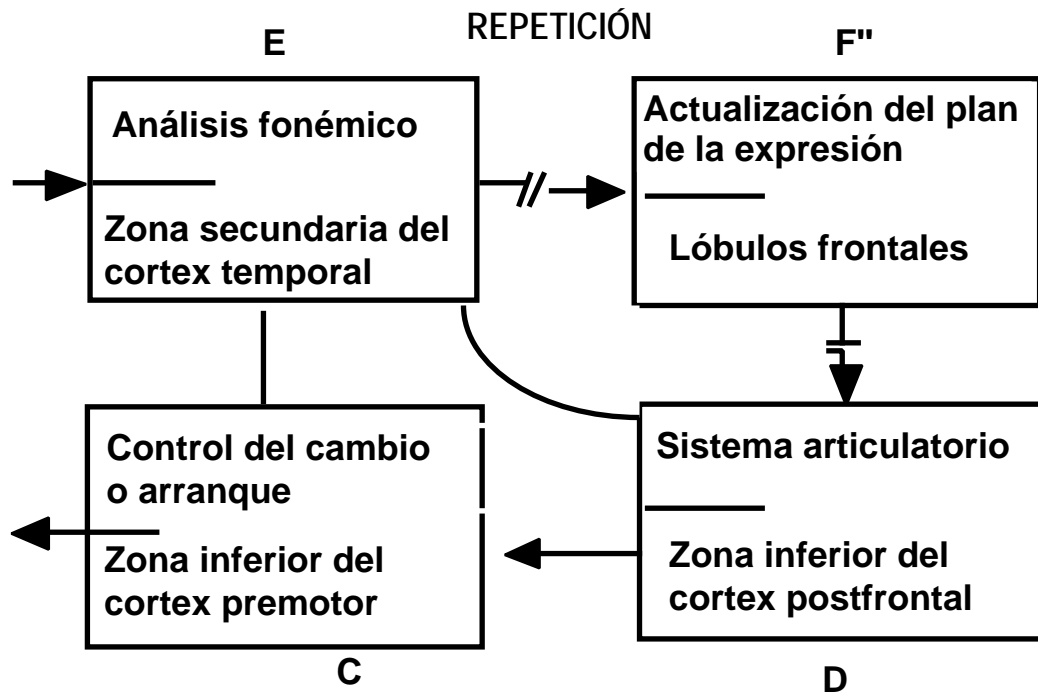 REPETICIÓN
E
F"
Análisis fonémico
Zona secundaria del
cortex temporal
Actualización del plan
de la expresión
Lóbulos frontales
Control del cambio
o arranque
Zona inferior del
cortex premotor
Sistema articulatorio
Zona inferior del
cortex postfrontal
C
D